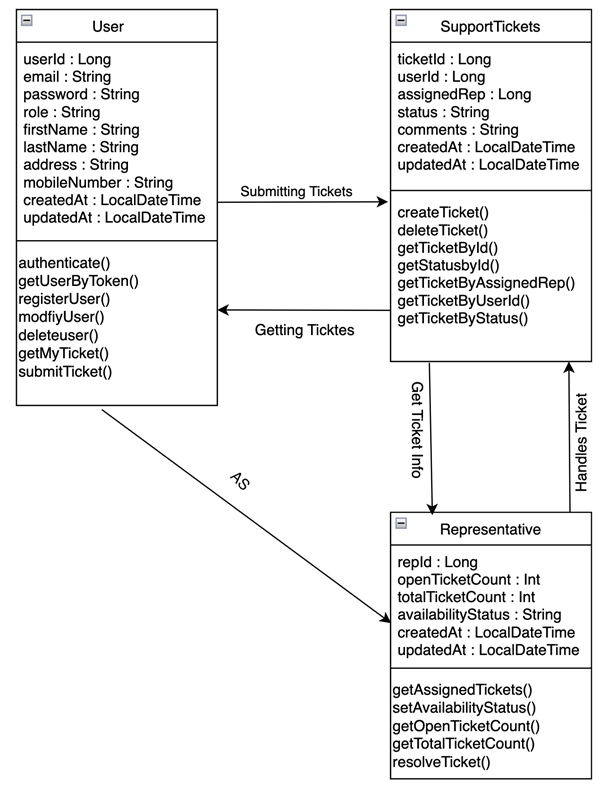 User
userId : Long
email : String
password : String
role : String
firstName : String
lastName : String
address : String
mobileNumber : String
createdAt : LocalDateTime
updatedAt : LocalDateTime
authenticate()
getUserByToken()
registerUser()
modfiyUser()
deleteuser()
getMyTicket()
submitTicket()
Submitting Tickets
Getting Ticktes
SupportTickets
ticketId : Long
userId : Long
assignedRep : Long
status : String
comments : String
createdAt : LocalDateTime
updatedAt : LocalDateTime
createTicket()
deleteTicket()
getTicketById()
getStatusbyId()
getTicketByAssignedRep()
getTicketByUserId()
getTicketByStatus()
Get Ticket Info
Handles Ticket
AS
Representative
repId : Long
openTicketCount : Int
totalTicketCount : Int
availabilityStatus : String
createdAt : LocalDateTime
updatedAt : LocalDateTime
getAssignedTickets()
setAvailabilityStatus()
getOpenTicketCount()
getTotalTicketCount()
resolveTicket()